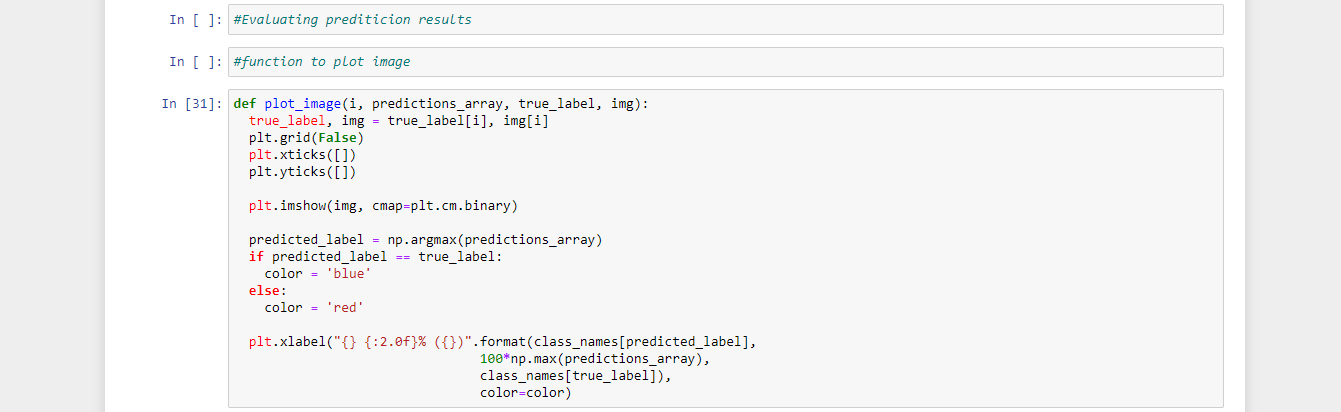 In [ ]: #Evaluating prediticion results
In [ ]: #function to plot image
In [31]: def plot_image(i, predictions_array, true_label, img):
  true_label, img = true_label[i], img[i]
  plt.grid(False)
  plt.xticks([])
  plt.yticks([])
  plt.imshow(img, cmap=plt.cm.binary)
  predicted_label = np.argmax(predictions_array)
  if predicted_label == true_label:
    color = 'blue'
  else:
    color = 'red'
  plt.xlabel("{} {:2.0f}% ({})".format(class_names[predicted_label],
                                100*np.max(predictions_array),
                                class_names[true_label]),
                                color=color)